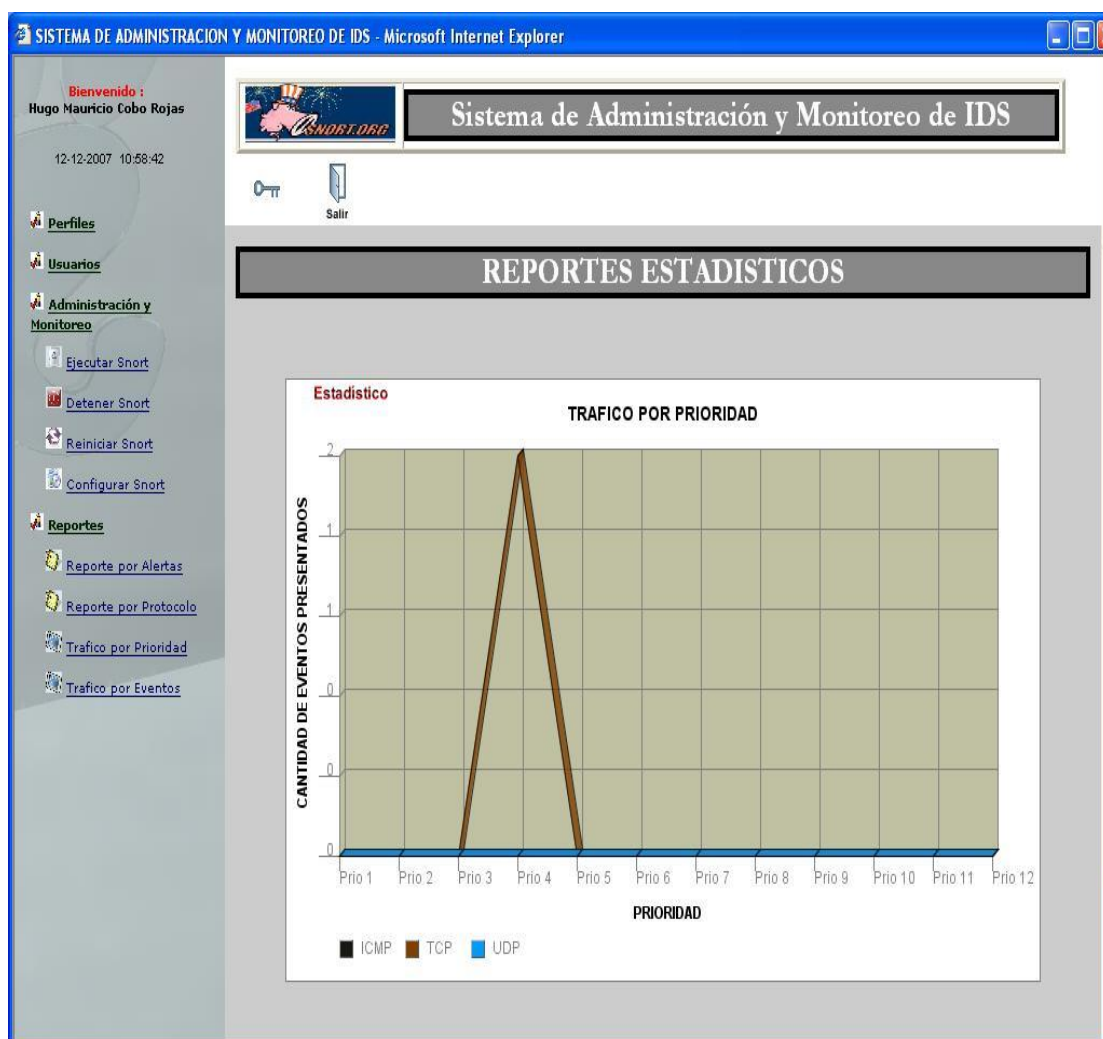 SISTEMA DE ADMINISTRACION Y MONITOREO DE IDS - Microsoft Internet Explorer
Bienvenido :
Hugo Mauricio Cobo Rojas
12-12-2007 10:58:42
Perfiles
Usuarios
Administración y
Monitoreo
Ejecutar Snort
Detener Snort
Reiniciar Snort
Configurar Snort
Reportes
Reporte por Alertas
Reporte por Protocolo
Trafico por Prioridad
Trafico por Eventos
SNORT.ORG
Sistema de Administración y Monitoreo de IDS
Salir
REPORTES ESTADISTICOS
Estadistico
TRAFICO POR PRIORIDAD
CANTIDAD DE EVENTOS PRESENTADOS
2
1
1
0
0
0
Prio 1 Prio 2 Prio 3 Prio 4 Prio 5 Prio 6 Prio 7 Prio 8 Prio 9 Prio 10 Prio 11 Prio 12
PRIORIDAD
ICMP TCP UDP